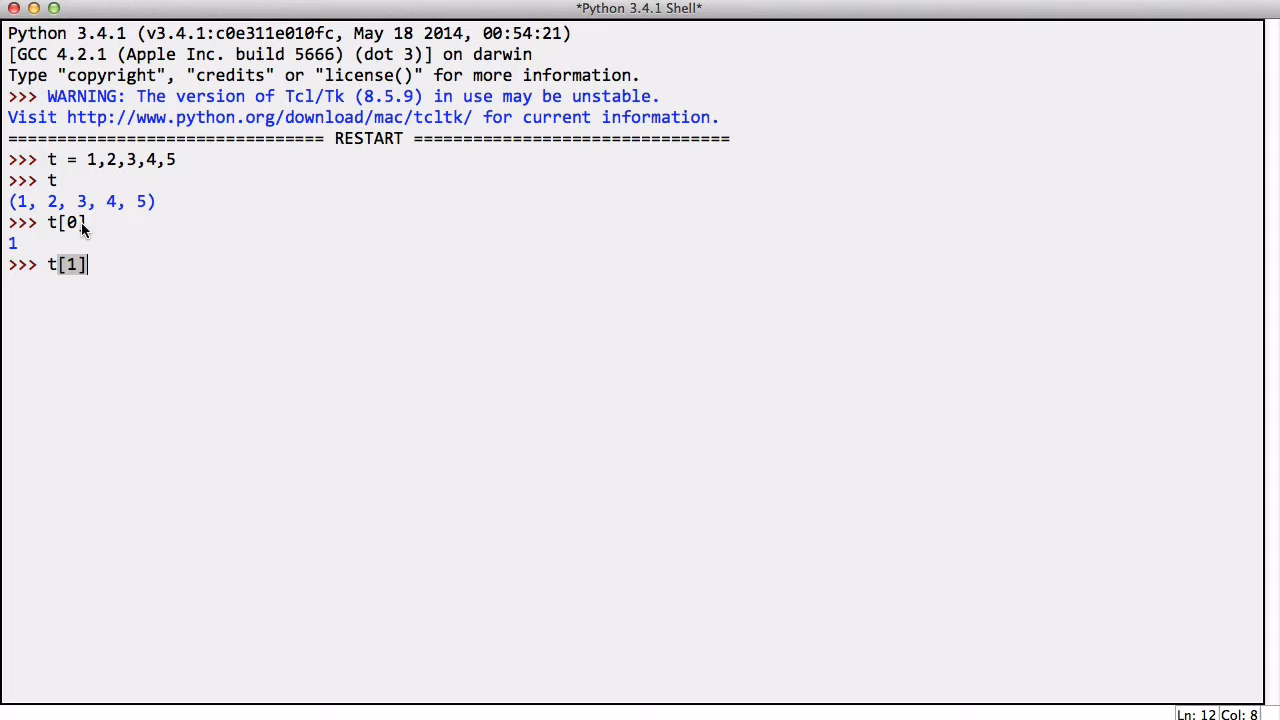 *Python 3.4.1 Shell*
Python 3.4.1 (v3.4.1:c0e311e010fc, May 18 2014, 00:54:21)
[GCC 4.2.1 (Apple Inc. build 5666) (dot 3)] on darwin
Type "copyright", "credits" or "license()" for more information.
>>> WARNING: The version of Tcl/Tk (8.5.9) in use may be unstable.
Visit http://www.python.org/download/mac/tcltk/ for current information.
================================ RESTART ================================
>>> t = 1,2,3,4,5
>>> t
(1, 2, 3, 4, 5)
>>> t[0]
1
>>> t[1]
Ln: 12 Col: 8